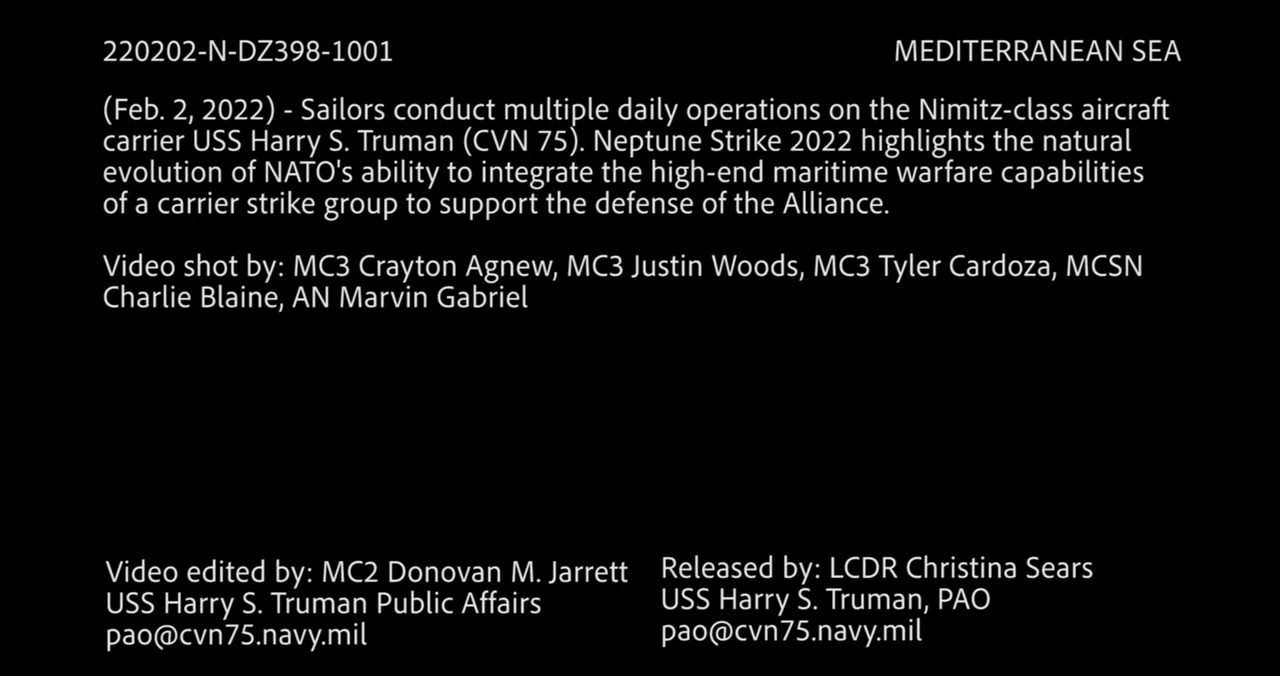 220202-N-DZ398-1001
MEDITERRANEAN SEA
(Feb. 2, 2022) - Sailors conduct multiple daily operations on the Nimitz-class aircraft
carrier USS Harry S. Truman (CVN 75). Neptune Strike 2022 highlights the natural
evolution of NATO's ability to integrate the high-end maritime warfare capabilities
of a carrier strike group to support the defense of the Alliance.
Video shot by: MC3 Crayton Agnew, MC3 Justin Woods, MC3 Tyler Cardoza, MCSN
Charlie Blaine, AN Marvin Gabriel
Video edited by: MC2 Donovan M. Jarrett
USS Harry S. Truman Public Affairs
pao@cvn75.navy.mil
Released by: LCDR Christina Sears
USS Harry S. Truman, PAO
pao@cvn75.navy.mil